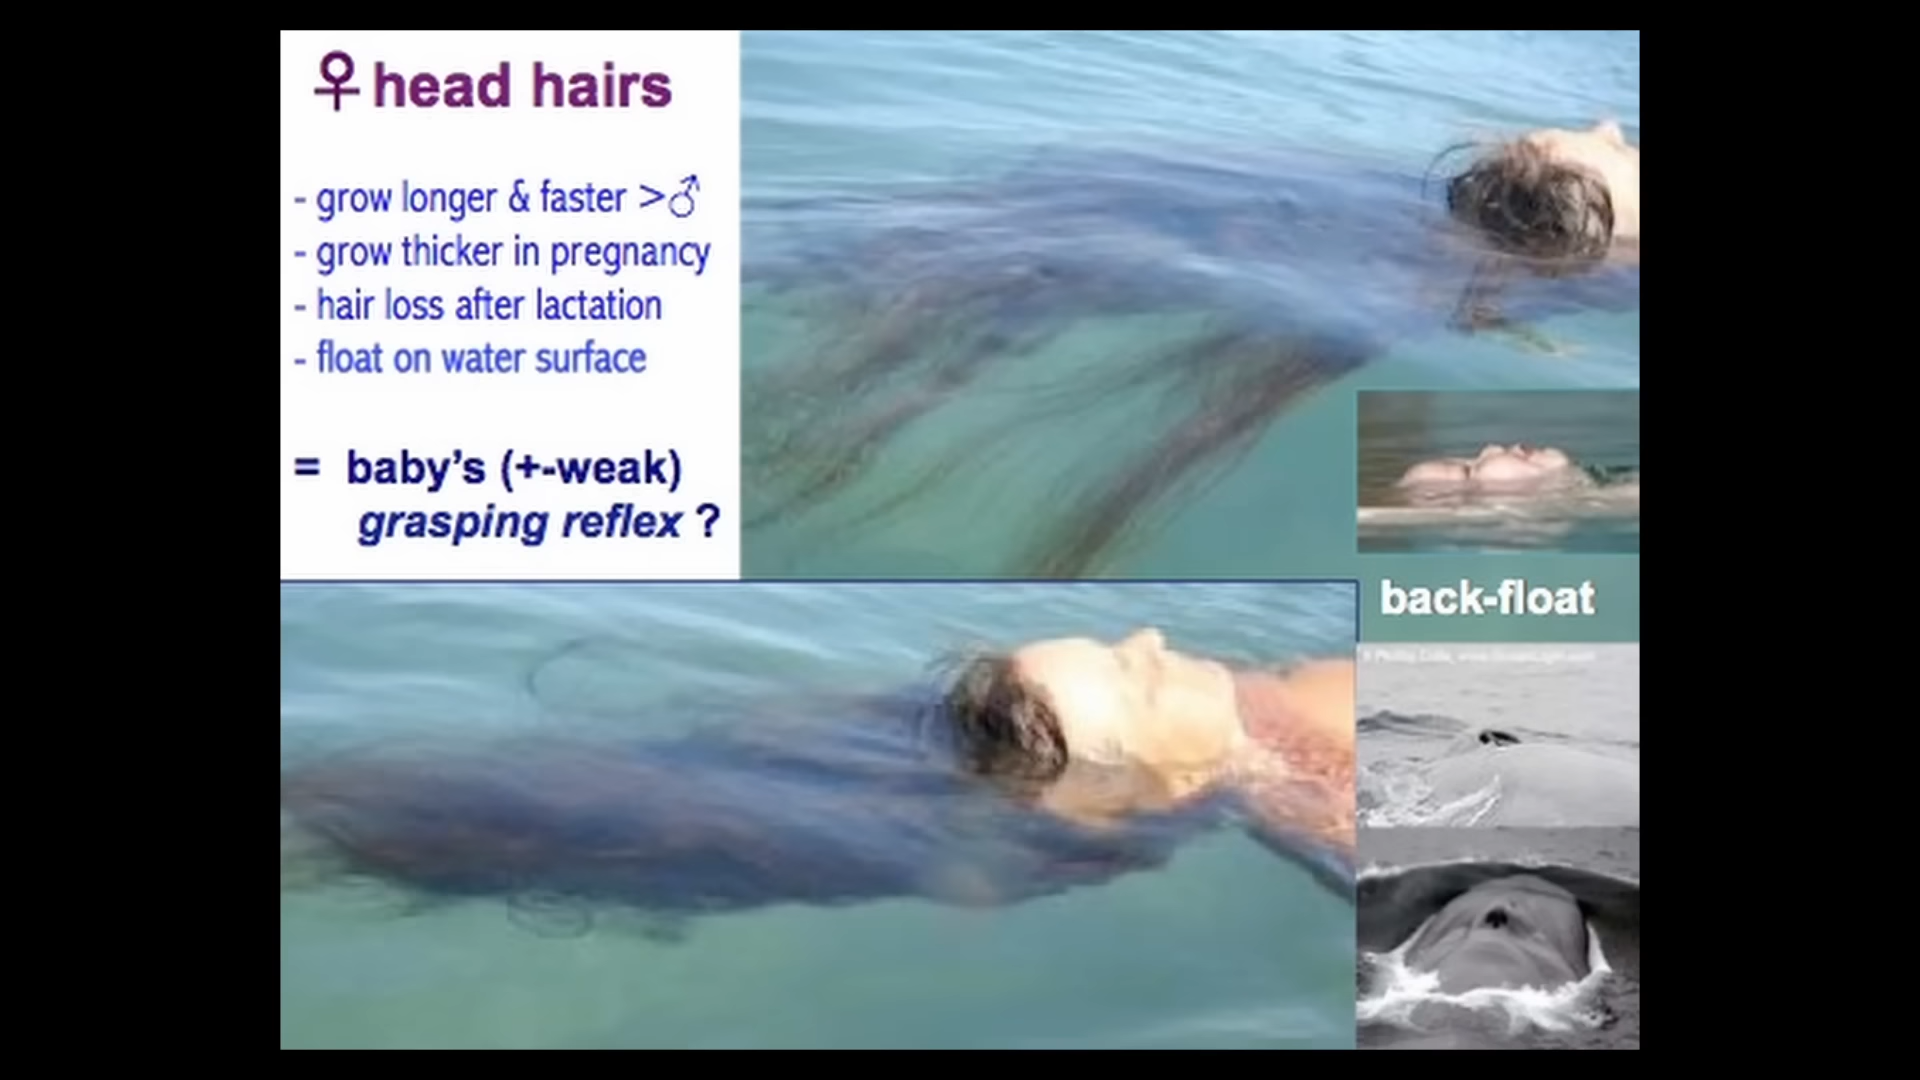 ♀ head hairs
- grow longer & faster >♂
- grow thicker in pregnancy
- hair loss after lactation
- float on water surface
= baby's (+-weak)
grasping reflex ?
back-float